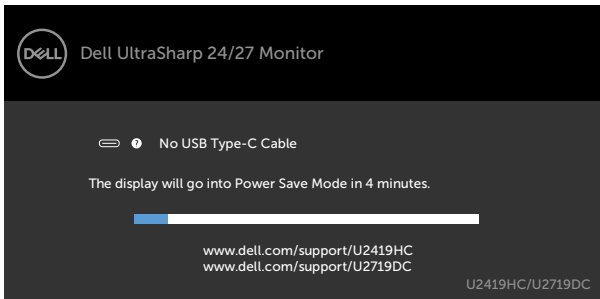 DELL
Dell UltraSharp 24/27 Monitor
? No USB Type-C Cable
The display will go into Power Save Mode in 4 minutes.
www.dell.com/support/U2419HC
www.dell.com/support/U2719DC
U2419HC/U2719DC